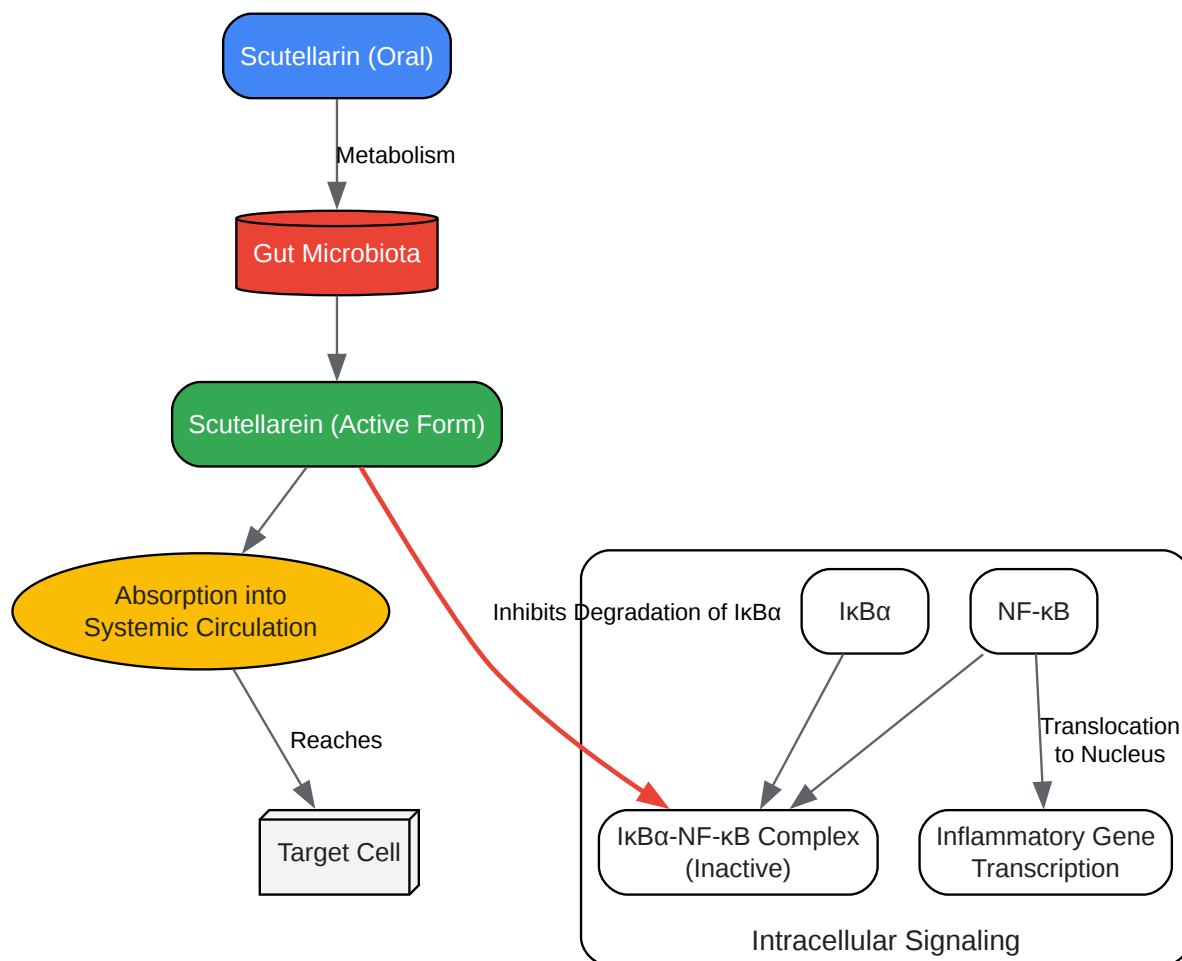 Scutellarin (Oral)
Metabolism
Gut Microbiota
Scutellarein (Active Form)
Absorption into
Systemic Circulation
Inhibits Degradation of IκBα
IκBα
NF-κB
Reaches
Translocation
to Nucleus
Target Cell
IκBα-NF-κB Complex
(Inactive)
Inflammatory Gene
Transcription
Intracellular Signaling